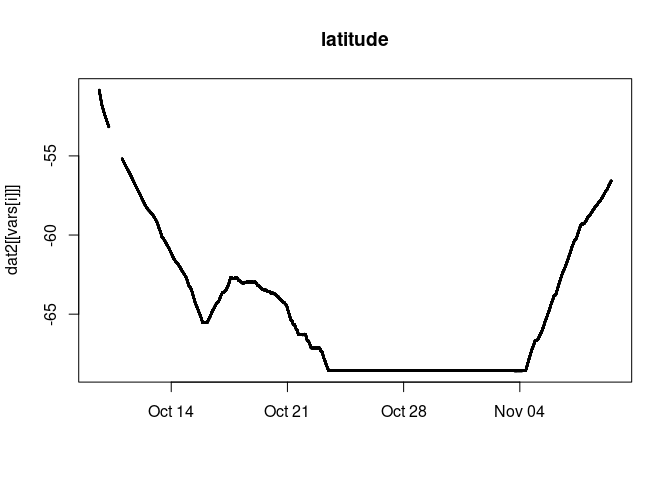 latitude
dat2[[vars[i]]]
-55
-60
-65
Oct 14
Oct 21
Oct 28
Nov 04